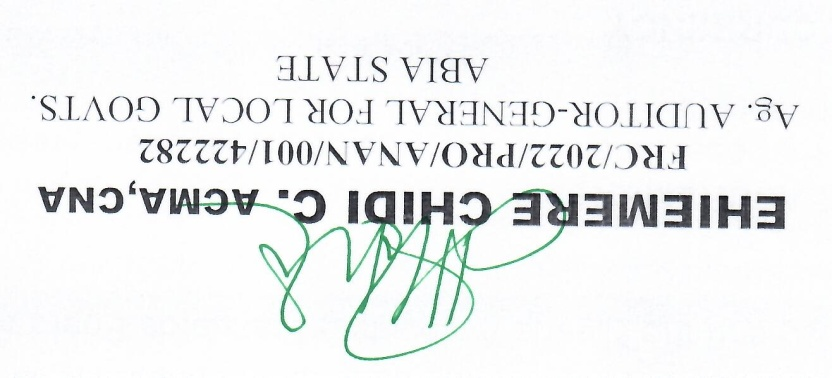 EHIEMERE CHIDI C. ACMA,CNA
FRC/2022/PRO/ANAN/001/422282
Ag. AUDITOR-GENERAL FOR LOCAL GOVTS.
ABIA STATE